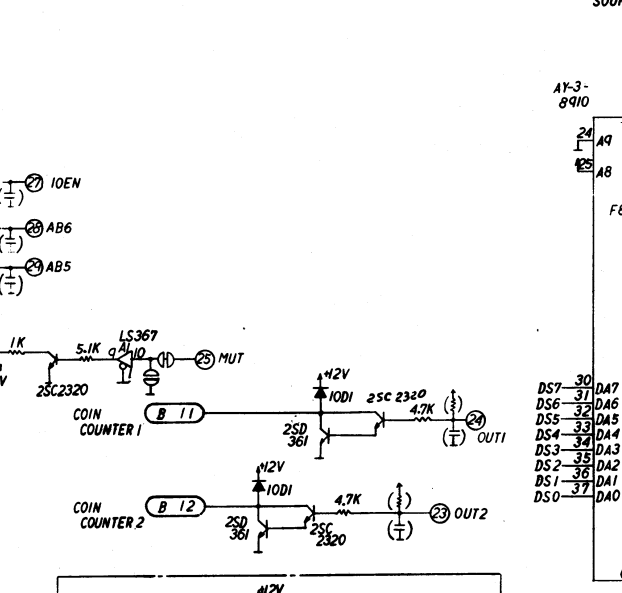 AY-3-
8910
24
A9
25
A8
27 IOEN
28 AB6
29 AB5
LS367
1K
5.1K
9
A1
10
25 MUT
2SC2320
COIN
COUNTER 1
B 11
+12V
10D1
2SC2320
4.7K
24
OUT1
2SD
361
COIN
COUNTER 2
B 12
+12V
10D1
4.7K
23 OUT2
2SD
361
2SC
2320
DS7 30 DA7
DS6 31 DA6
DS5 32 DA5
DS4 33 DA4
DS3 34 DA3
DS2 35 DA2
DS1 36 DA1
DS0 37 DA0
+12V